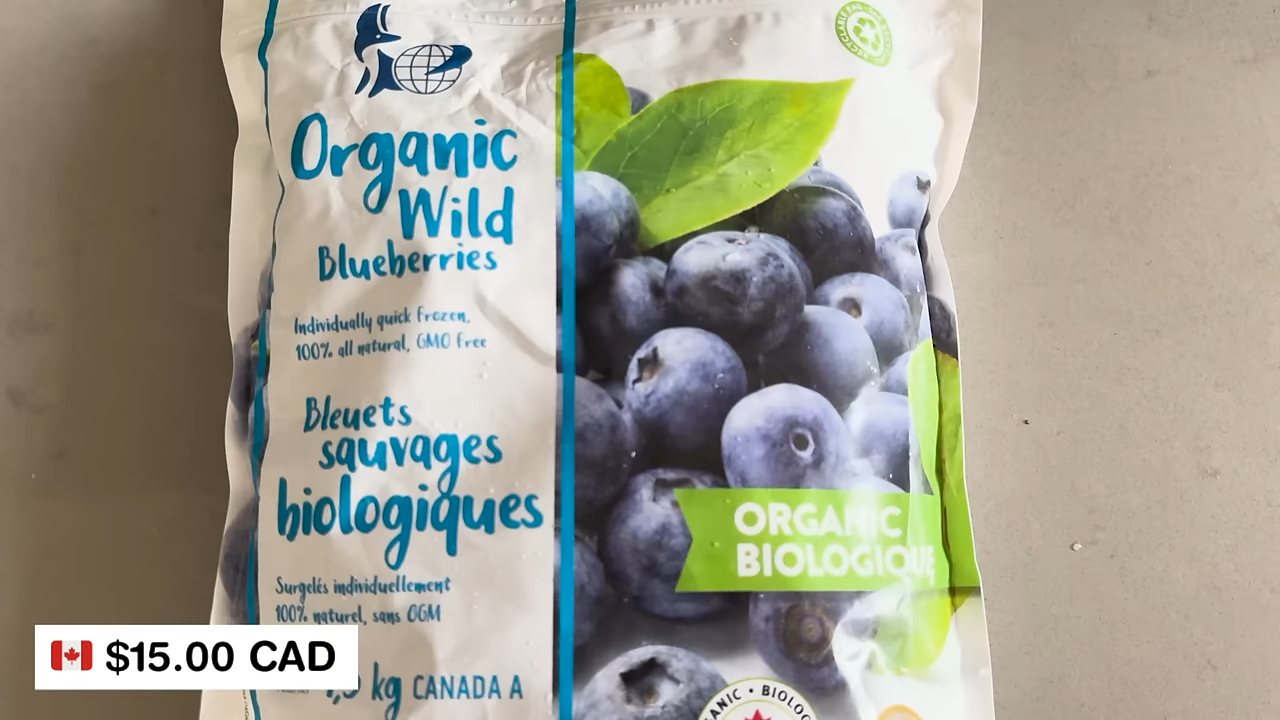 Organic
Wild
Blueberries
Individually quick frozen,
100% all natural, GMO free
Bleuets
sauvages
biologiques
Surgelés individuellement
100% naturel, sans OGM
kg CANADA A
ORGANIC
BIOLOGIQUE
$15.00 CAD